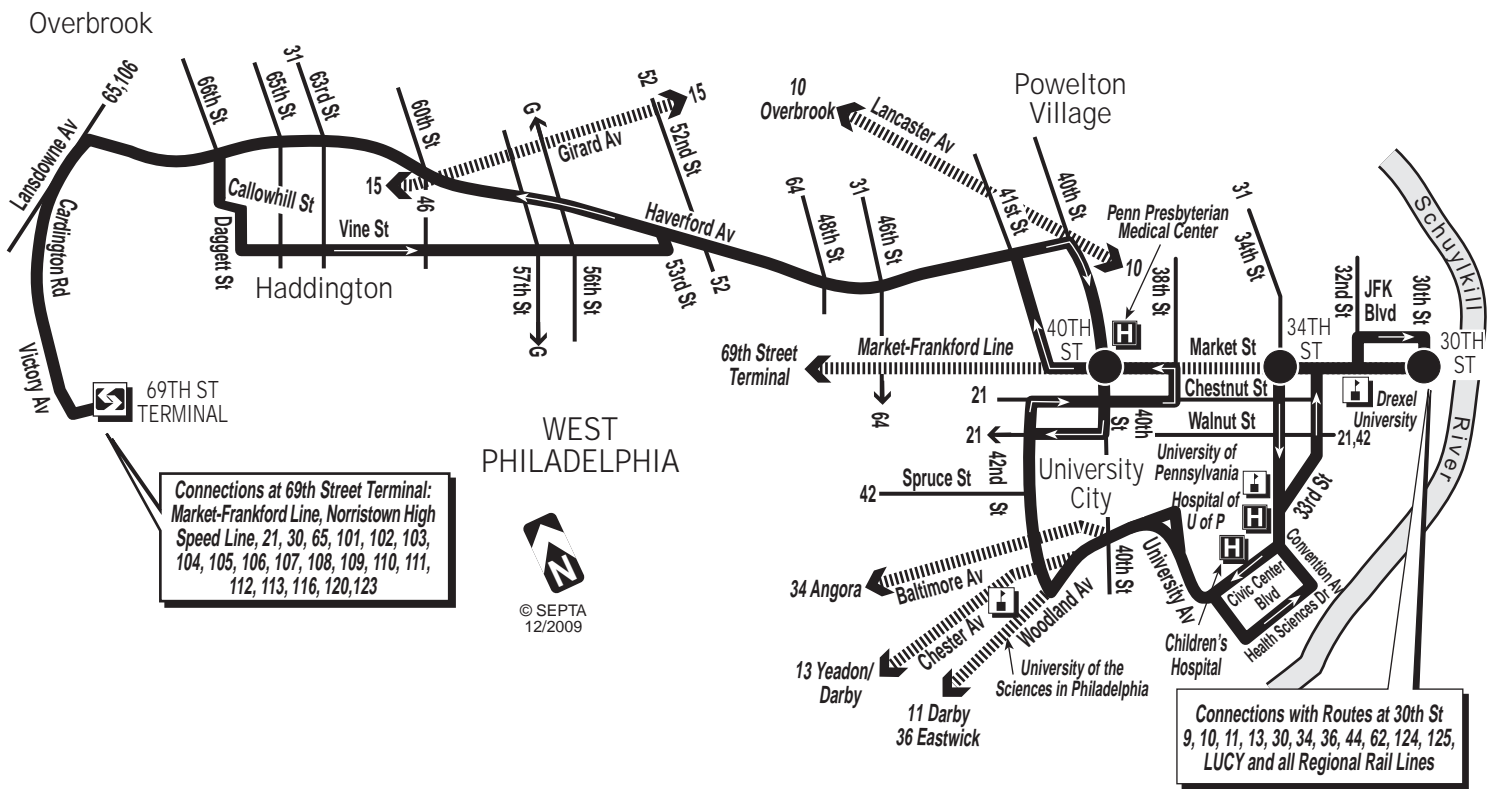 Overbrook
65,106
Lansdowne Av
66th St
65th St
31
63rd St
60th St
G
52
15
Girard Av
52nd St
10
Overbrook
Lancaster Av
Powelton
Village
41st St
40th St
Penn Presbyterian
Medical Center
10
38th St
31
34th St
32nd St
JFK
Blvd
30th St
Schuylkill
River
Cardington Rd
Callowhill St
Daggett St
Vine St
15
46
Haddington
57th St
G
56th St
Haverford Av
53rd St
52
64
48th St
31
46th St
64
Victory Av
69TH ST
TERMINAL
69th Street
Terminal
Market-Frankford Line
40TH
ST
Market St
34TH
ST
30TH
ST
21
Chestnut St
Drexel
University
21
40th
St
Walnut St
21,42
WEST
PHILADELPHIA
42nd
St
University
City
University of
Pennsylvania
42
Spruce St
Hospital of
U of P
33rd St
Connections at 69th Street Terminal:
Market-Frankford Line, Norristown High
Speed Line, 21, 30, 65, 101, 102, 103,
104, 105, 106, 107, 108, 109, 110, 111,
112, 113, 116, 120,123
N
© SEPTA
12/2009
H
H
H
34 Angora
Baltimore Av
40th St
University Av
Convention Av
Civic Center
Blvd
Health Sciences Dr
Chester Av
Woodland Av
Children's
Hospital
13 Yeadon/
Darby
University of the
Sciences in Philadelphia
11 Darby
36 Eastwick
Connections with Routes at 30th St
9, 10, 11, 13, 30, 34, 36, 44, 62, 124, 125,
LUCY and all Regional Rail Lines